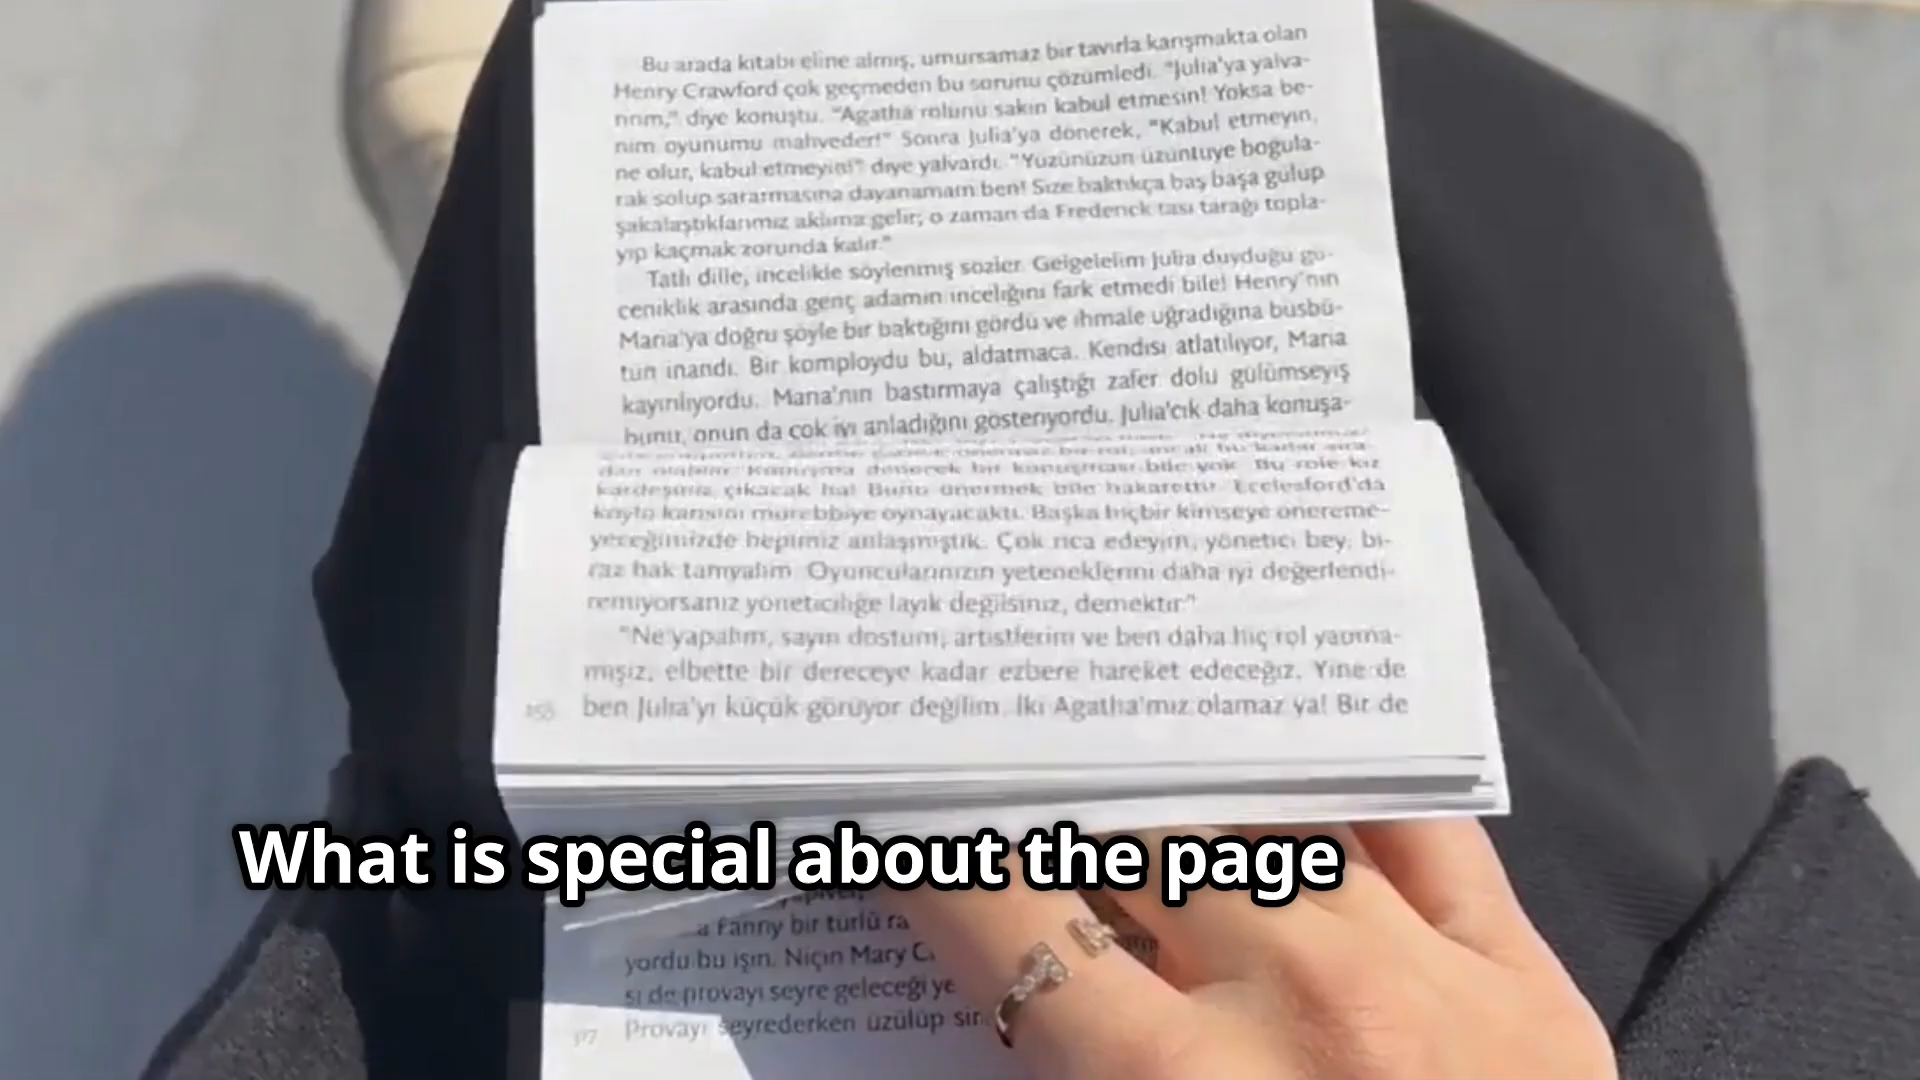 Bu arada kitabı eline almış, umursamaz bir tavırla karışmakta olan
Henry Crawford çok geçmeden bu sorunu çözümledi. "Julia'ya yalva-
rırım," diye konuştu. "Agatha rolünü sakın kabul etmesin! Yoksa be-
nim oyunumu mahveder!" Sonra Julia'ya dönerek, "Kabul etmeyin,
ne olur, kabul etmeyin!" diye yalvardı. "Yüzünüzün üzüntüye boğula-
rak solup sararmasına dayanamam ben! Size baktıkça baş başa gülüp
şakalaştıklarımız aklıma gelir; o zaman da Frederick tası tarağı topla-
yıp kaçmak zorunda kalır."
Tatlı dille, incelikle söylenmiş sözler. Gelgelelim Julia duyduğu gü-
ceniklik arasında genç adamın inceliğini fark etmedi bile! Henry'nin
Maria'ya doğru şöyle bir baktığını gördü ve ihmale uğradığına büsbü-
tün inandı. Bir komploydu bu, aldatmaca. Kendisi atlatılıyor, Maria
kayırılıyordu. Maria'nın bastırmaya çalıştığı zafer dolu gülümseyiş
bunu, onun da çok iyi anladığını gösteriyordu. Julia'cık daha konuşa-
dan olabilir. Konuşma denecek bir konuşması bile yok. Bu role kız
kardeşiniz çıkacak ha! Bunu önermek bile hakarettir. Ecclesford'da
köylü karısını mürebbiye oynayacaktı. Başka hiçbir kimseye önereme-
yeceğimizde hepimiz anlaşmıştık. Çok rica edeyim, yönetici bey, bi-
raz hak tanıyalım. Oyuncularınızın yeteneklerini daha iyi değerlendi-
remiyorsanız yöneticiliğe layık değilsiniz, demektir."
"Ne yapalım, sayın dostum, artistlerim ve ben daha hiç rol yapma-
mışız, elbette bir dereceye kadar ezbere hareket edeceğiz. Yine de
ben Julia'yı küçük görüyor değilim. İki Agatha'mız olamaz ya! Bir de
What is special about the page
Fanny bir türlü ra
yordu bu işin. Niçin Mary C
si de provayı seyre geleceği ye
317 Provayı seyrederken üzülüp sin